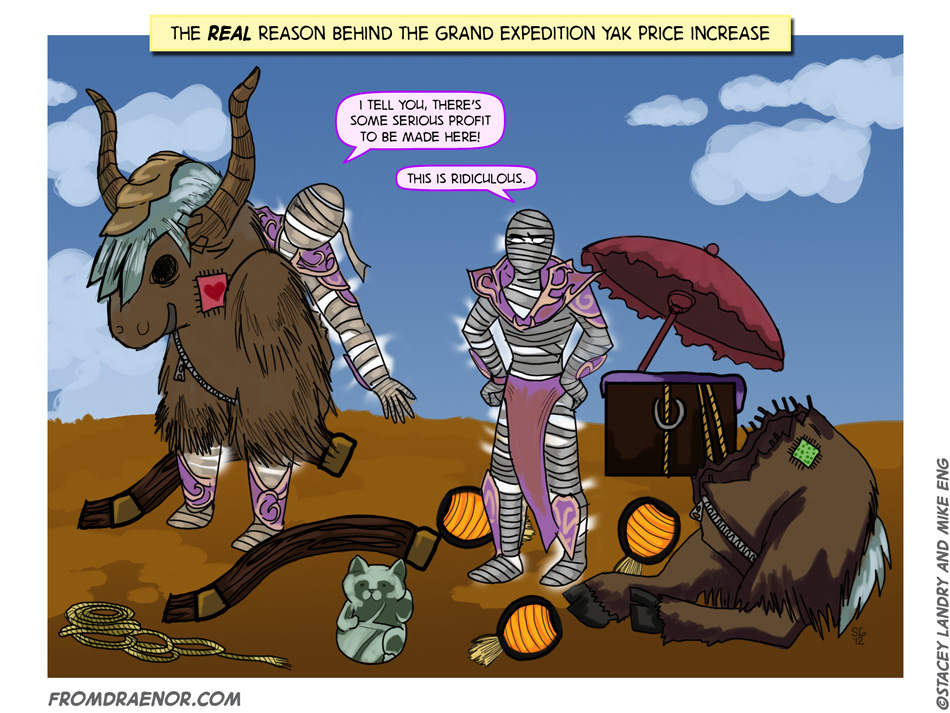 THE REAL REASON BEHIND THE GRAND EXPEDITION YAK PRICE INCREASE
I TELL YOU, THERE'S
SOME SERIOUS PROFIT
TO BE MADE HERE!
THIS IS RIDICULOUS.
FROMDRAENOR.COM
©STACEY LANDRY AND MIKE ENG